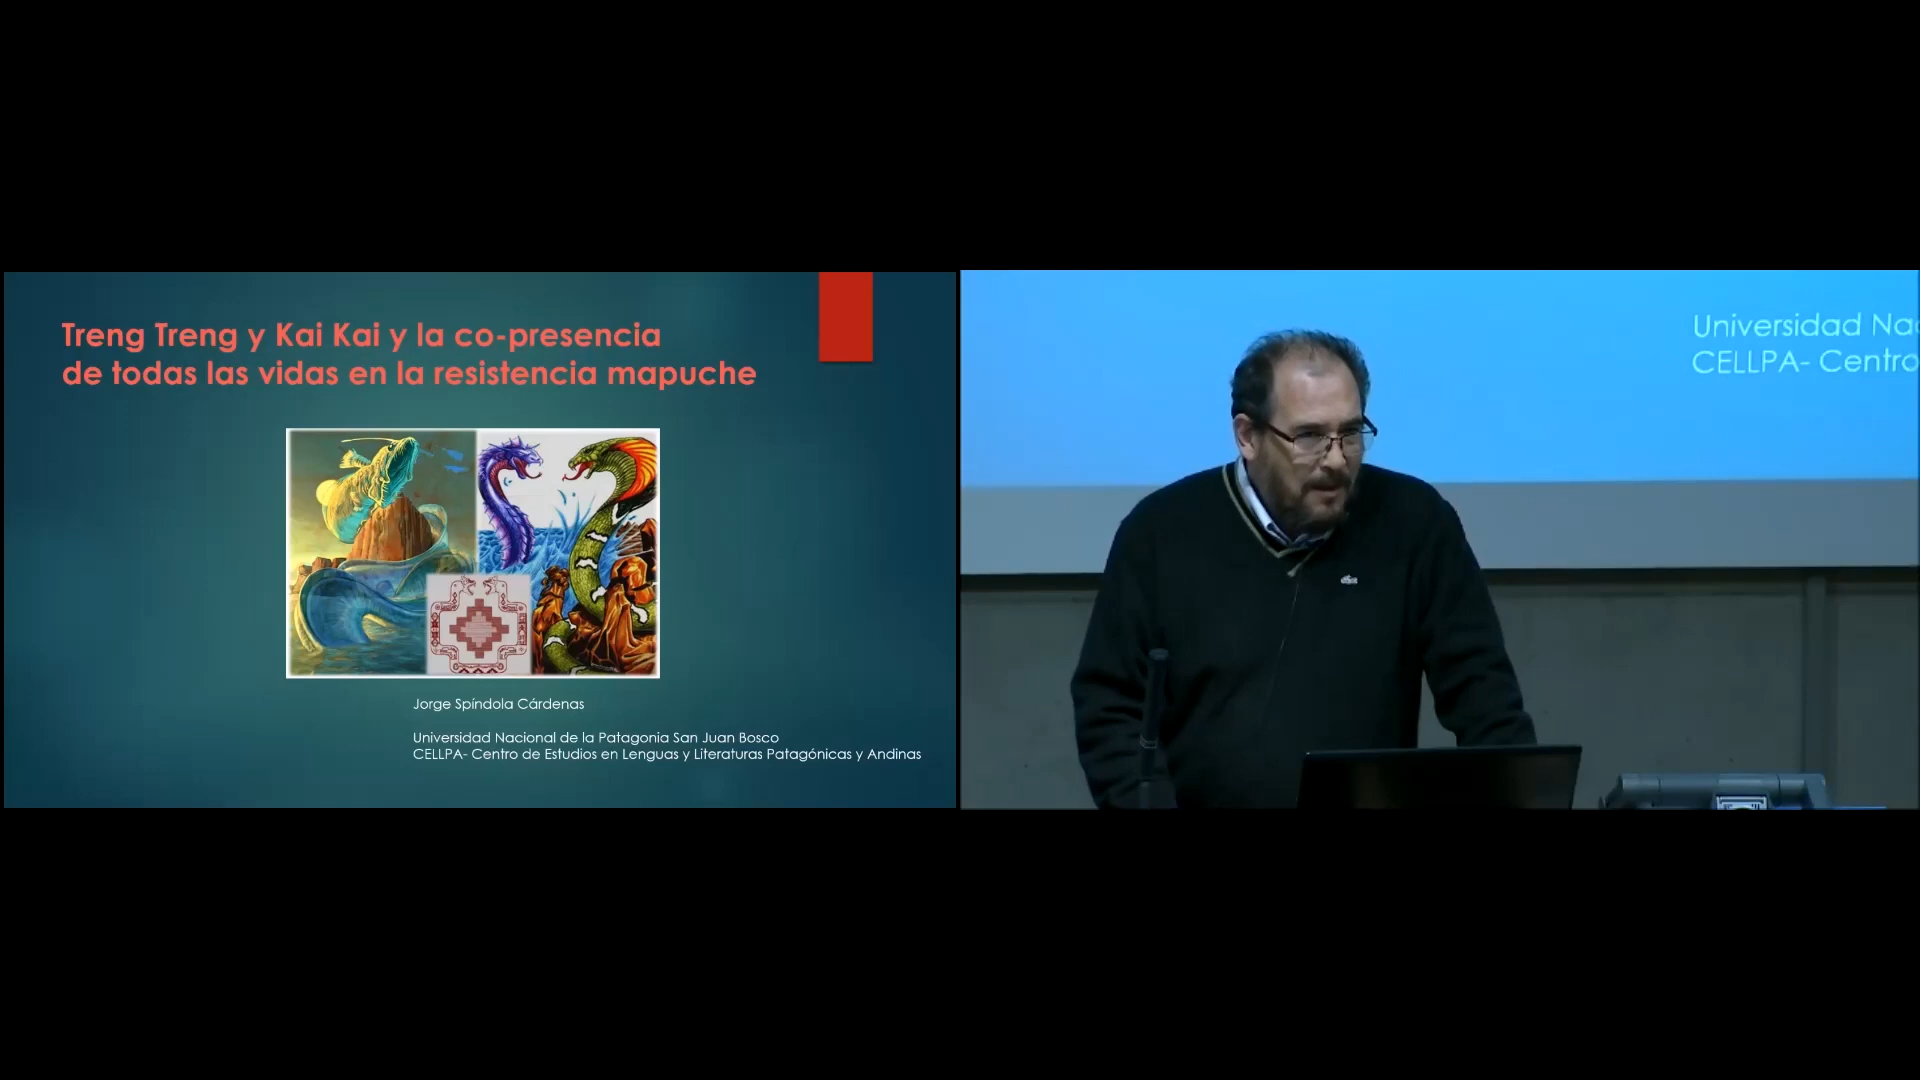 Treng Treng y Kai Kai y la co-presencia
de todas las vidas en la resistencia mapuche
Jorge Spíndola Cárdenas
Universidad Nacional de la Patagonia San Juan Bosco
CELLPA- Centro de Estudios en Lenguas y Literaturas Patagónicas y Andinas
Universidad Nac
CELLPA- Centro